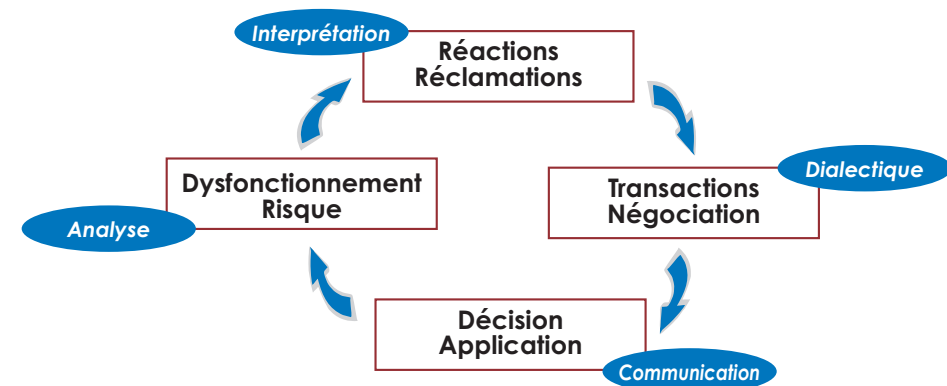 Interprétation
Réactions
Réclamations
Dialectique
Transactions
Négociation
Dysfonctionnement
Risque
Analyse
Décision
Application
Communication